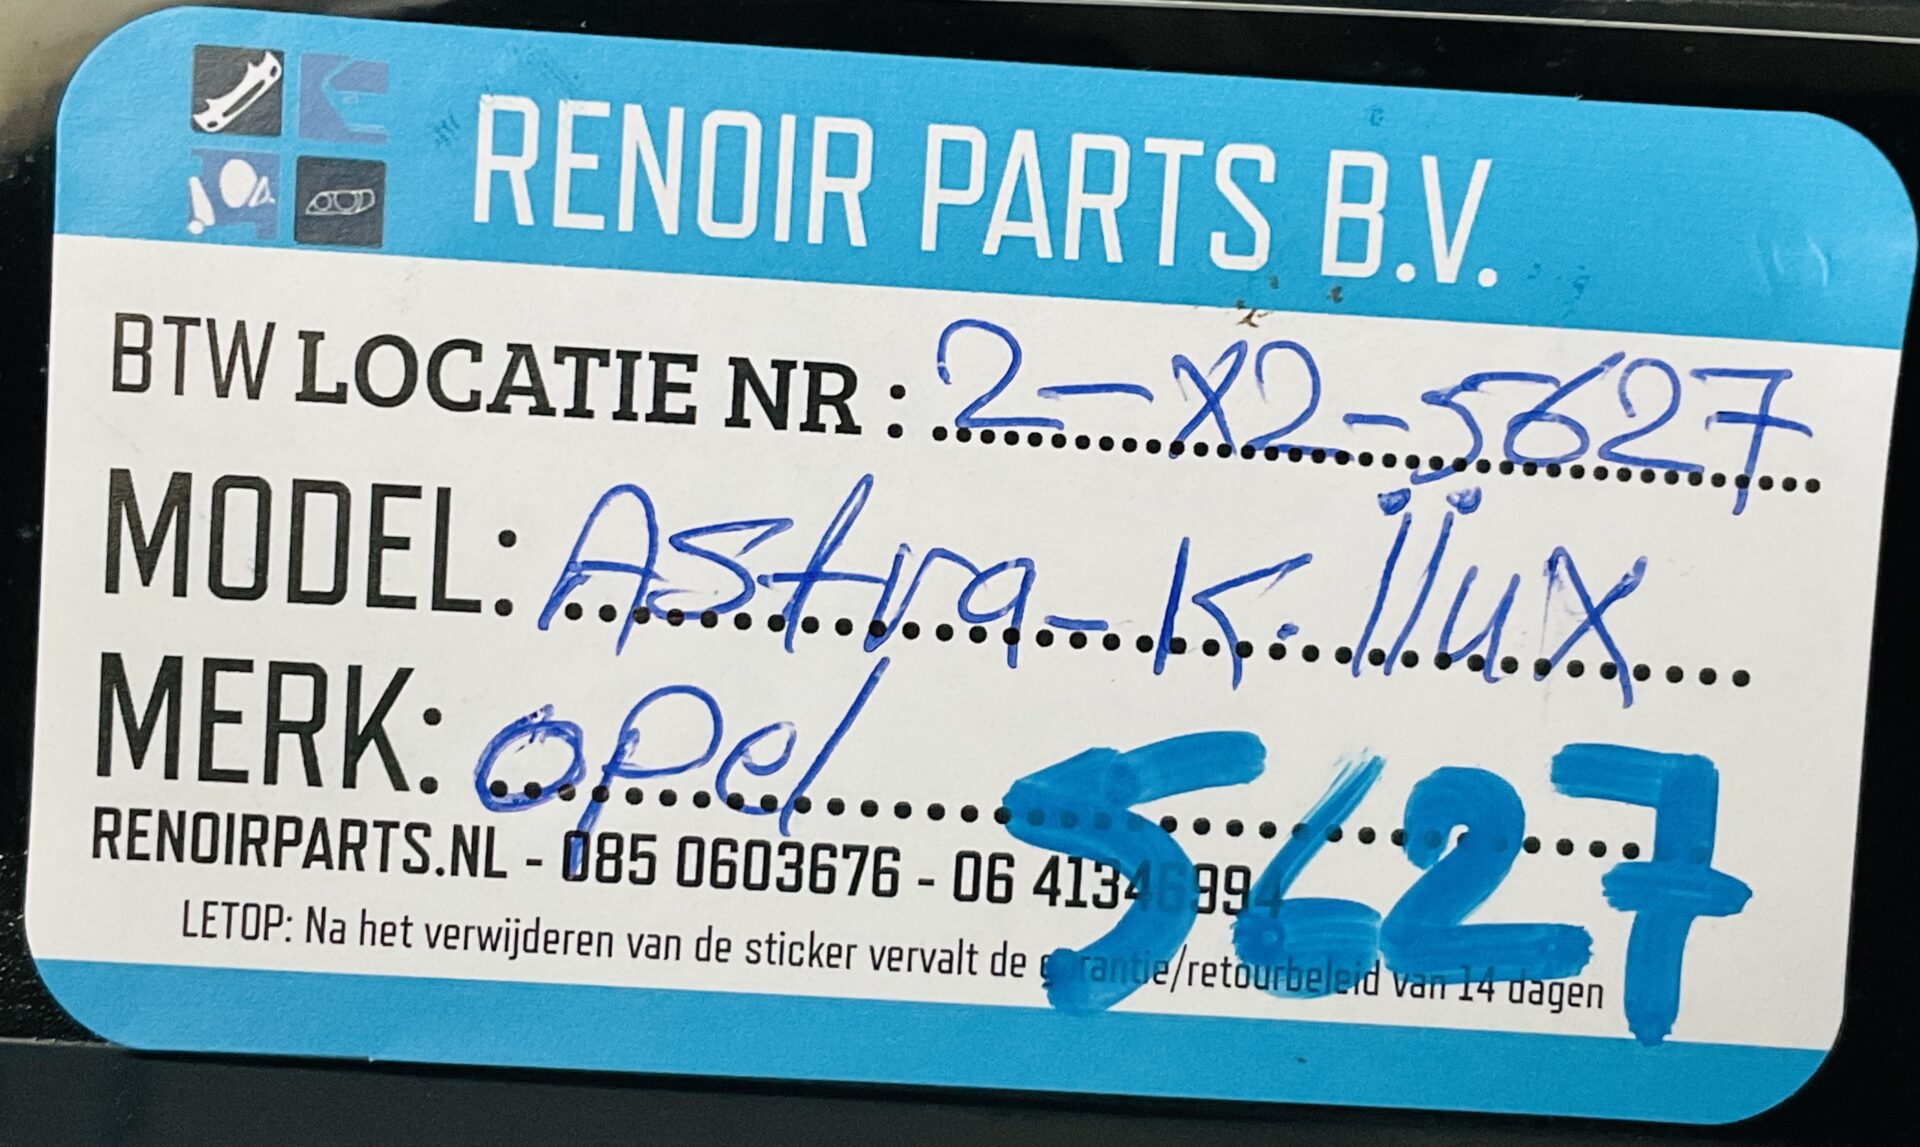 RENOIR PARTS B.V.
BTW LOCATIE NR : 2-X2-5627
MODEL: Astra-K. llux
MERK: opel
5627
RENOIRPARTS.NL - 085 0603676 - 06 41346994
LETOP: Na het verwijderen van de sticker vervalt de garantie/retourbeleid van 14 dagen